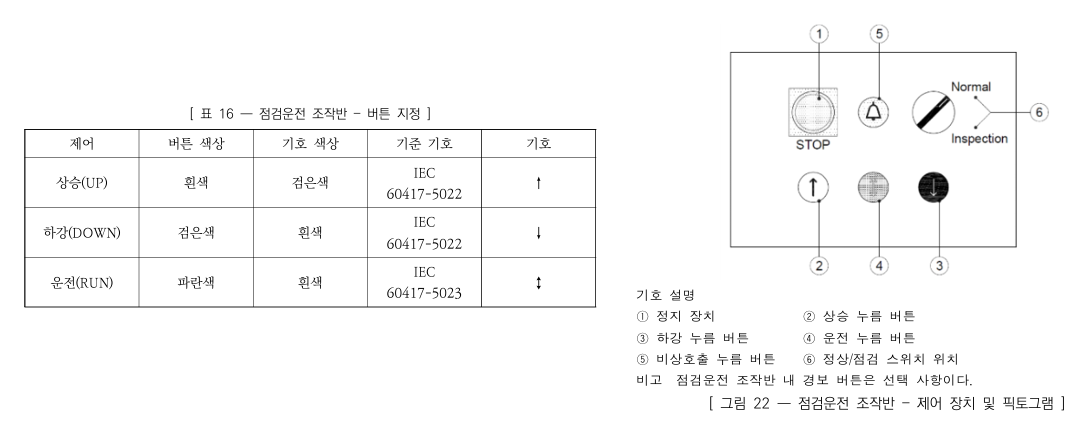 [ 표 16 — 점검운전 조작반 - 버튼 지정 ]
제어 버튼 색상 기호 색상 기준 기호 기호
상승(UP) 흰색 검은색 IEC 60417-5022 ↑
하강(DOWN) 검은색 흰색 IEC 60417-5022 ↓
운전(RUN) 파란색 흰색 IEC 60417-5023 ↕
① ⑤
Normal
STOP
Inspection
⑥
② ④ ③
기호 설명
① 정지 장치 ② 상승 누름 버튼
③ 하강 누름 버튼 ④ 운전 누름 버튼
⑤ 비상호출 누름 버튼 ⑥ 정상/점검 스위치 위치
비고 점검운전 조작반 내 경보 버튼은 선택 사항이다.
[ 그림 22 — 점검운전 조작반 - 제어 장치 및 픽토그램 ]